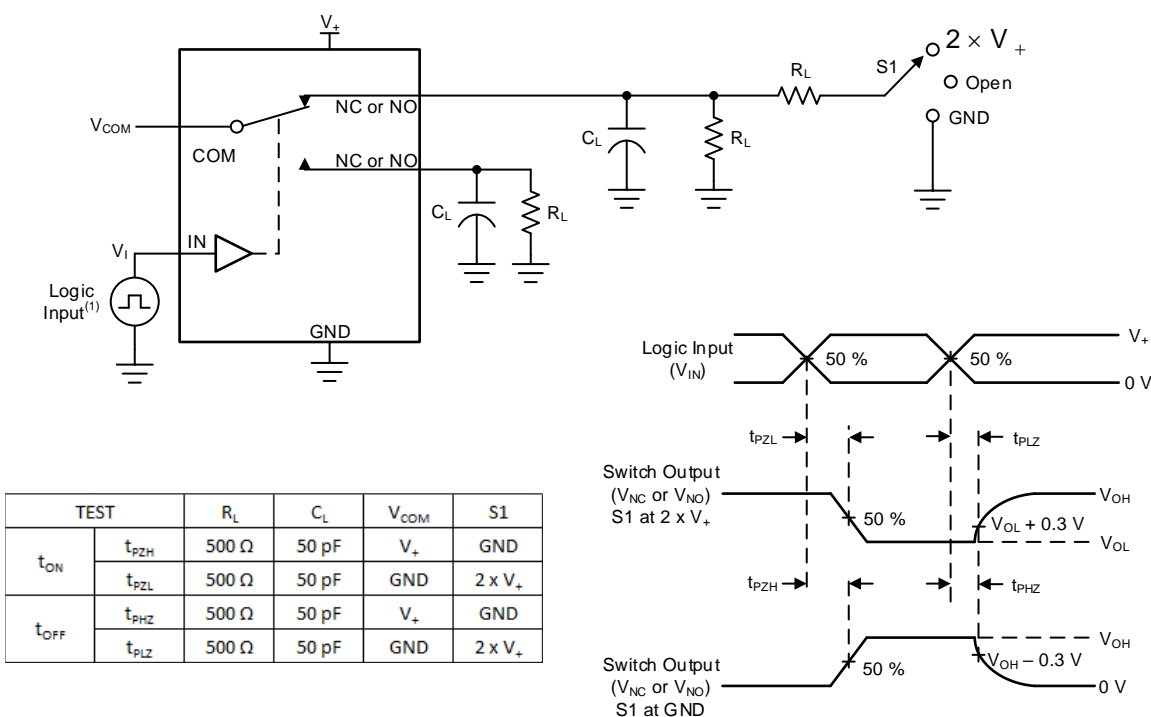 V+
2 × V +
S1
RL
Open
NC or NO
GND
VCOM
COM
CL
RL
NC or NO
CL
RL
VI
IN
Logic
Input(1)
GND
Logic Input
(VIN)
50 %
50 %
V+
0 V
tPZL
tPLZ
Switch Output
(VNC or VNO)
S1 at 2 x V+
50 %
VOH
VOL + 0.3 V
VOL
tPZH
tPHZ
Switch Output
(VNC or VNO)
S1 at GND
50 %
VOH
VOH – 0.3 V
0 V
TEST RL CL VCOM S1
tON tPZH 500 Ω 50 pF V+ GND
tPZL 500 Ω 50 pF GND 2 x V+
tOFF tPHZ 500 Ω 50 pF V+ GND
tPLZ 500 Ω 50 pF GND 2 x V+